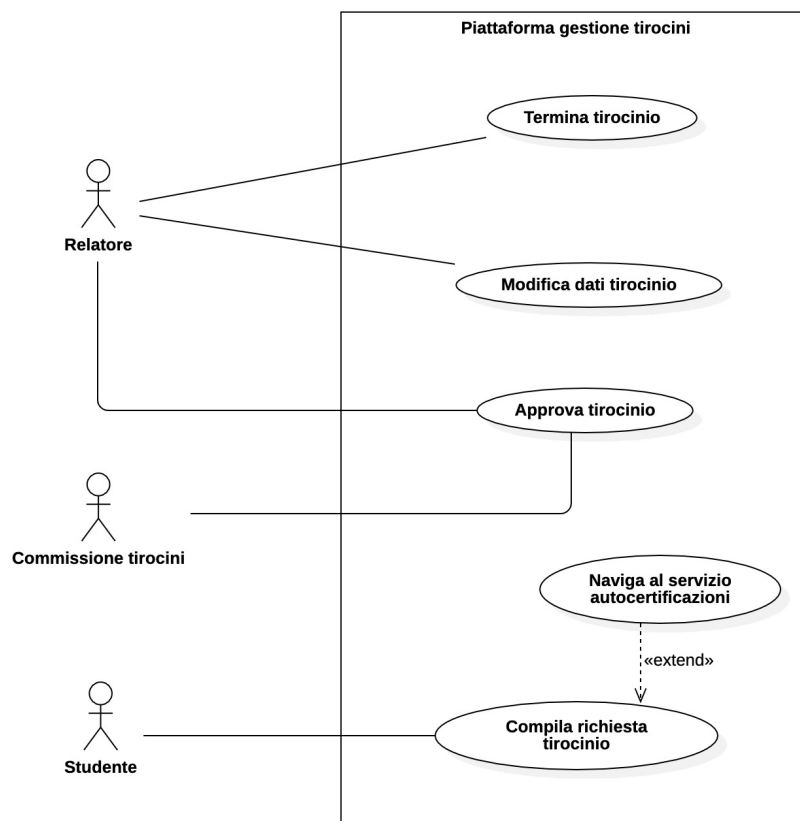 Piattaforma gestione tirocini
Termina tirocinio
Relatore
Modifica dati tirocinio
Approva tirocinio
Commissione tirocini
Naviga al servizio
autocertificazioni
«extend»
Compila richiesta
tirocinio
Studente